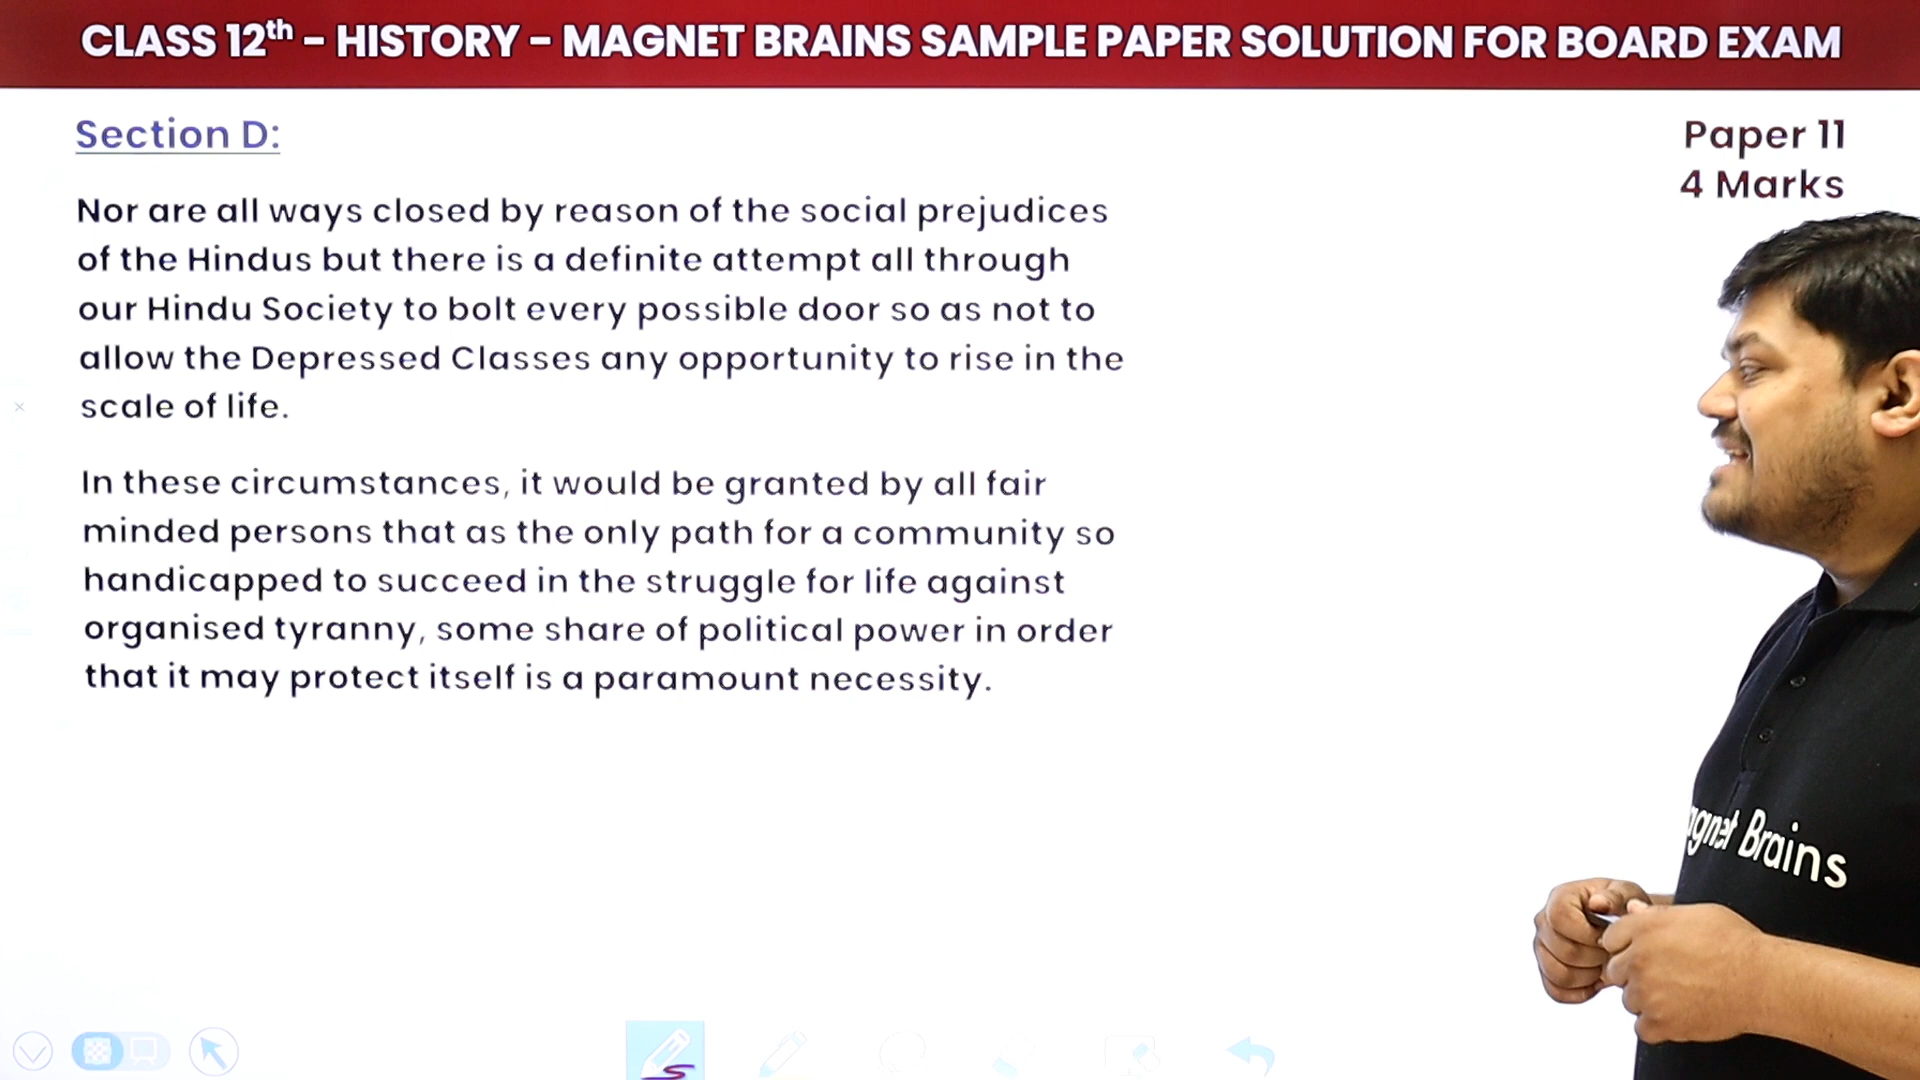 CLASS 12th - HISTORY - MAGNET BRAINS SAMPLE PAPER SOLUTION FOR BOARD EXAM
Section D:
Paper 11
4 Marks
Nor are all ways closed by reason of the social prejudices
of the Hindus but there is a definite attempt all through
our Hindu Society to bolt every possible door so as not to
allow the Depressed Classes any opportunity to rise in the
scale of life.
In these circumstances, it would be granted by all fair
minded persons that as the only path for a community so
handicapped to succeed in the struggle for life against
organised tyranny, some share of political power in order
that it may protect itself is a paramount necessity.
agnet Brains